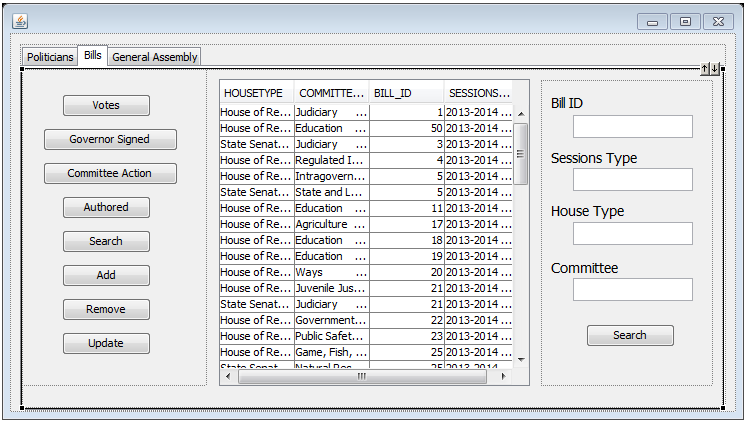 Politicians Bills General Assembly
Votes
Governor Signed
Committee Action
Authored
Search
Add
Remove
Update
HOUSETYPE COMMITTE... BILL_ID SESSIONS...
House of Re... Judiciary ... 1 2013-2014 ...
House of Re... Education ... 50 2013-2014 ...
State Senat... Judiciary ... 3 2013-2014 ...
House of Re... Regulated I... 4 2013-2014 ...
House of Re... Intragovern... 5 2013-2014 ...
State Senat... State and L... 5 2013-2014 ...
House of Re... Education ... 11 2013-2014 ...
House of Re... Agriculture ... 17 2013-2014 ...
House of Re... Education ... 18 2013-2014 ...
House of Re... Education ... 19 2013-2014 ...
House of Re... Ways ... 20 2013-2014 ...
House of Re... Juvenile Jus... 21 2013-2014 ...
State Senat... Judiciary ... 21 2013-2014 ...
House of Re... Government... 22 2013-2014 ...
House of Re... Public Safet... 23 2013-2014 ...
House of Re... Game, Fish, ... 25 2013-2014 ...
State Senat... Natural Res... 25 2013-2014 ...
Bill ID
Sessions Type
House Type
Committee
Search